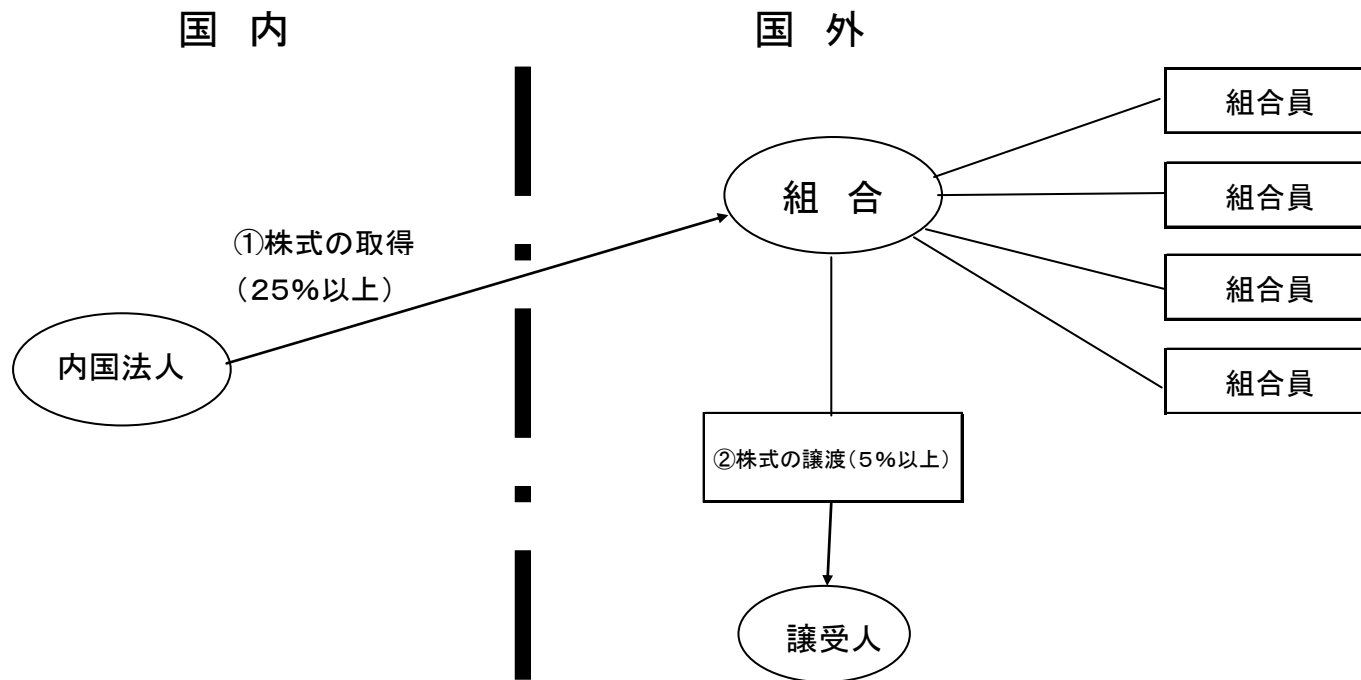 国 内
国 外
組合員
組 合
組合員
①株式の取得
（25％以上）
組合員
内国法人
組合員
②株式の譲渡（5％以上）
譲受人